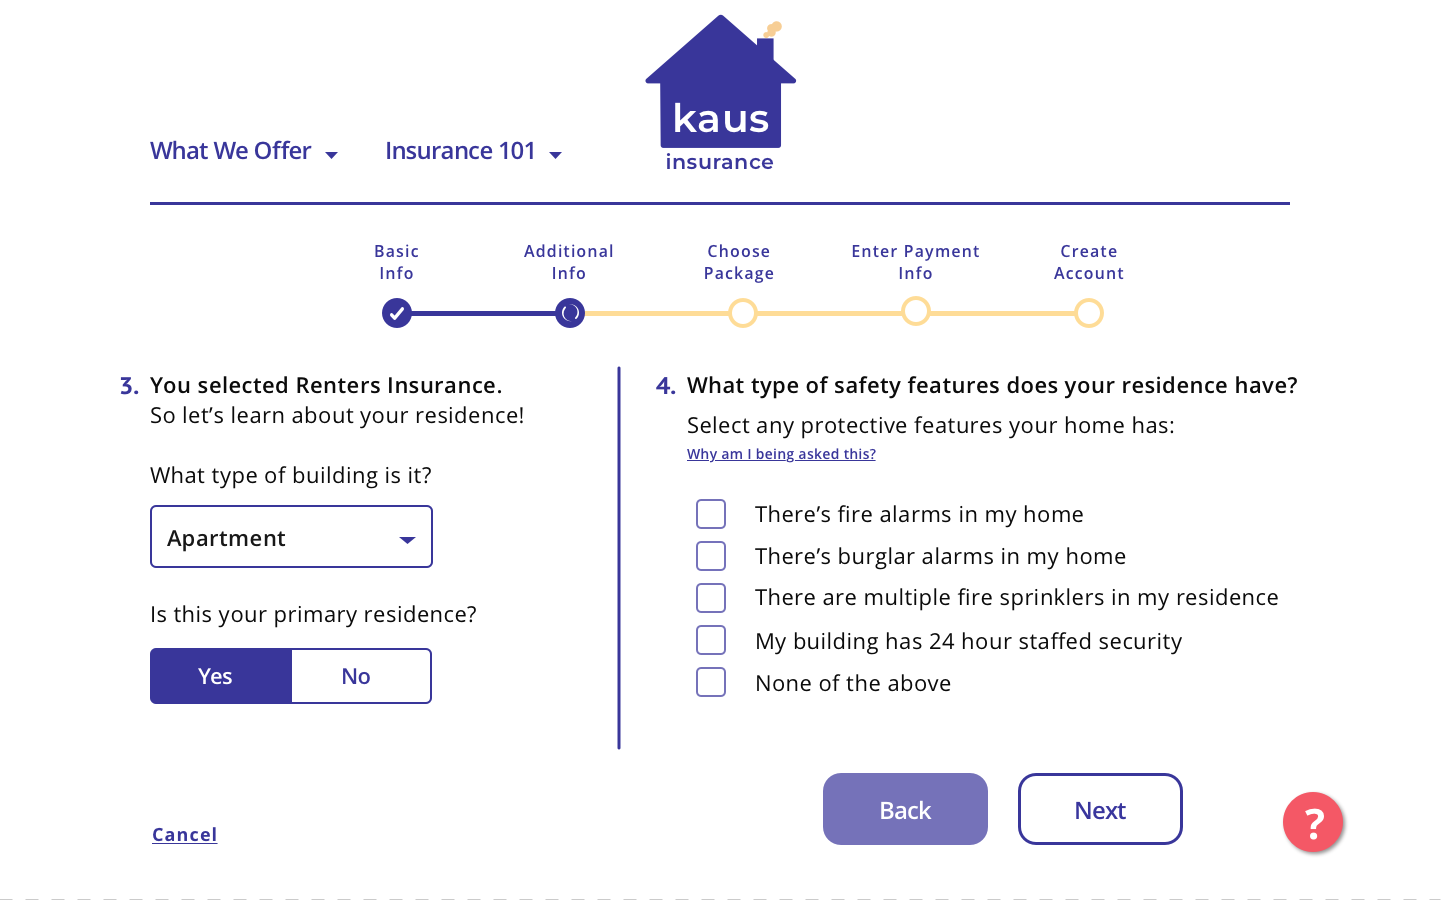 kaus
insurance
What We Offer
Insurance 101
Basic
Info
Additional
Info
Choose
Package
Enter Payment
Info
Create
Account
3. You selected Renters Insurance.
So let’s learn about your residence!
What type of building is it?
Apartment
Is this your primary residence?
Yes
No
4. What type of safety features does your residence have?
Select any protective features your home has:
Why am I being asked this?
There’s fire alarms in my home
There’s burglar alarms in my home
There are multiple fire sprinklers in my residence
My building has 24 hour staffed security
None of the above
Cancel
Back
Next
?